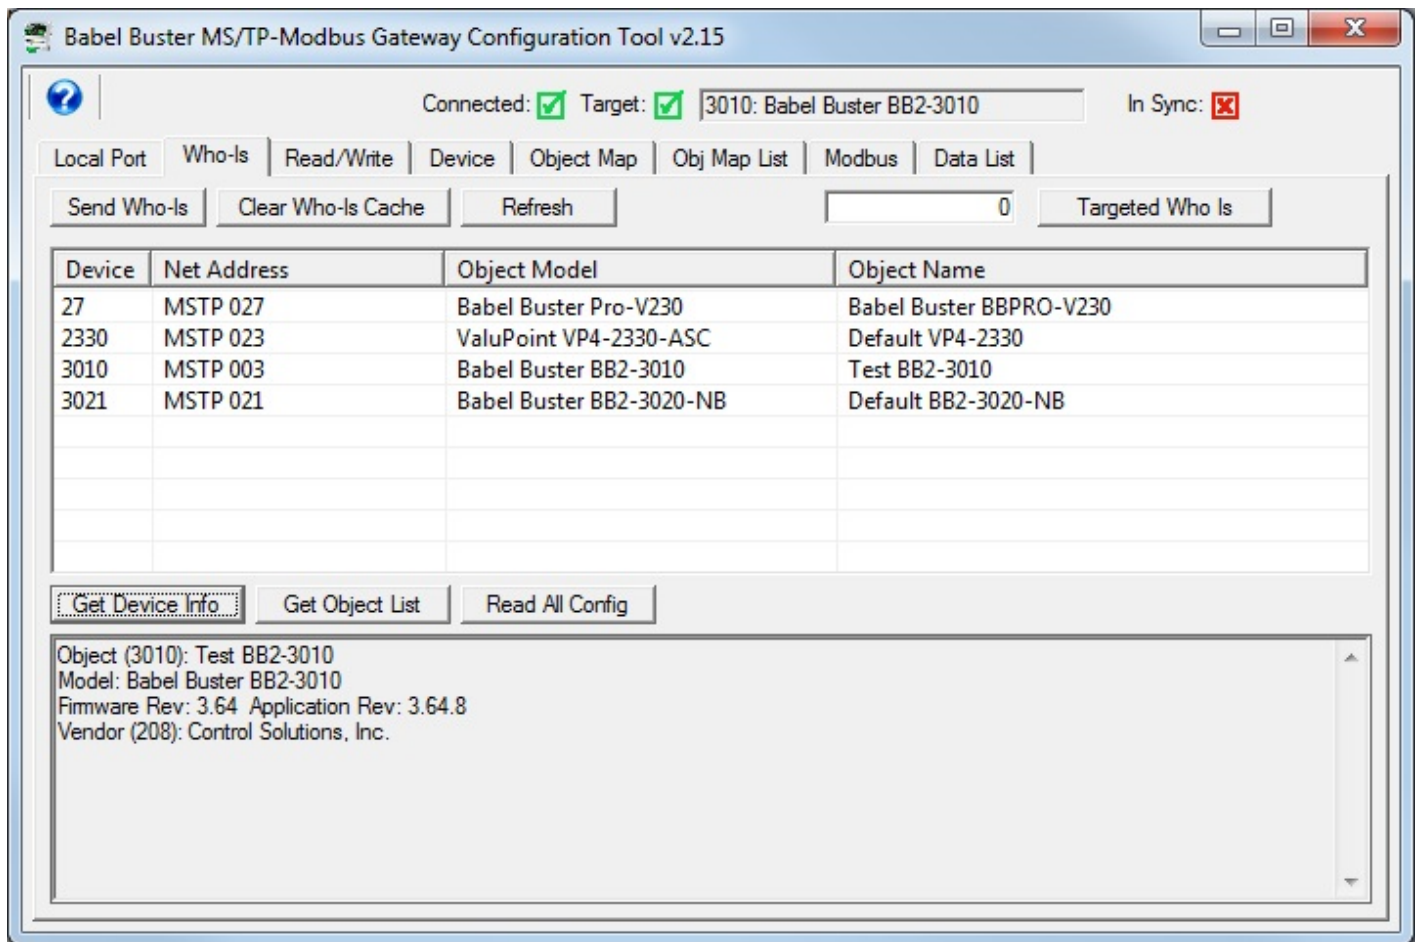 Babel Buster MS/TP-Modbus Gateway Configuration Tool v2.15
Connected: Target: 3010: Babel Buster BB2-3010 In Sync:
Local Port Who-Is Read/Write Device Object Map Obj Map List Modbus Data List
Send Who-Is Clear Who-Is Cache Refresh 0 Targeted Who Is
Device Net Address Object Model Object Name
27 MSTP 027 Babel Buster Pro-V230 Babel Buster BBPRO-V230
2330 MSTP 023 ValuPoint VP4-2330-ASC Default VP4-2330
3010 MSTP 003 Babel Buster BB2-3010 Test BB2-3010
3021 MSTP 021 Babel Buster BB2-3020-NB Default BB2-3020-NB
Get Device Info Get Object List Read All Config
Object (3010): Test BB2-3010
Model: Babel Buster BB2-3010
Firmware Rev: 3.64 Application Rev: 3.64.8
Vendor (208): Control Solutions, Inc.